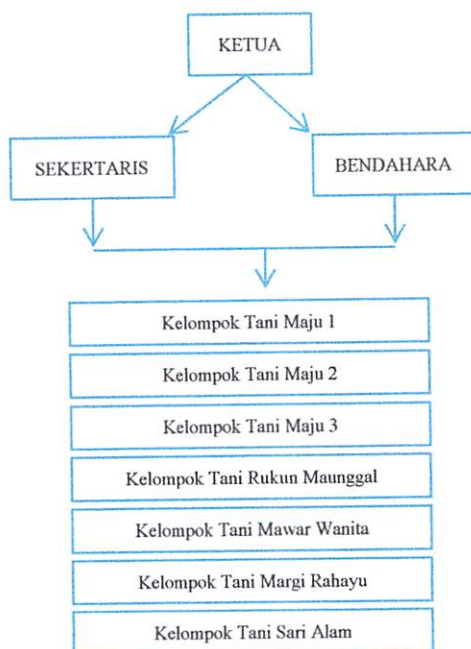 KETUA
SEKERTARIS
BENDAHARA
Kelompok Tani Maju 1
Kelompok Tani Maju 2
Kelompok Tani Maju 3
Kelompok Tani Rukun Maunggal
Kelompok Tani Mawar Wanita
Kelompok Tani Margi Rahayu
Kelompok Tani Sari Alam